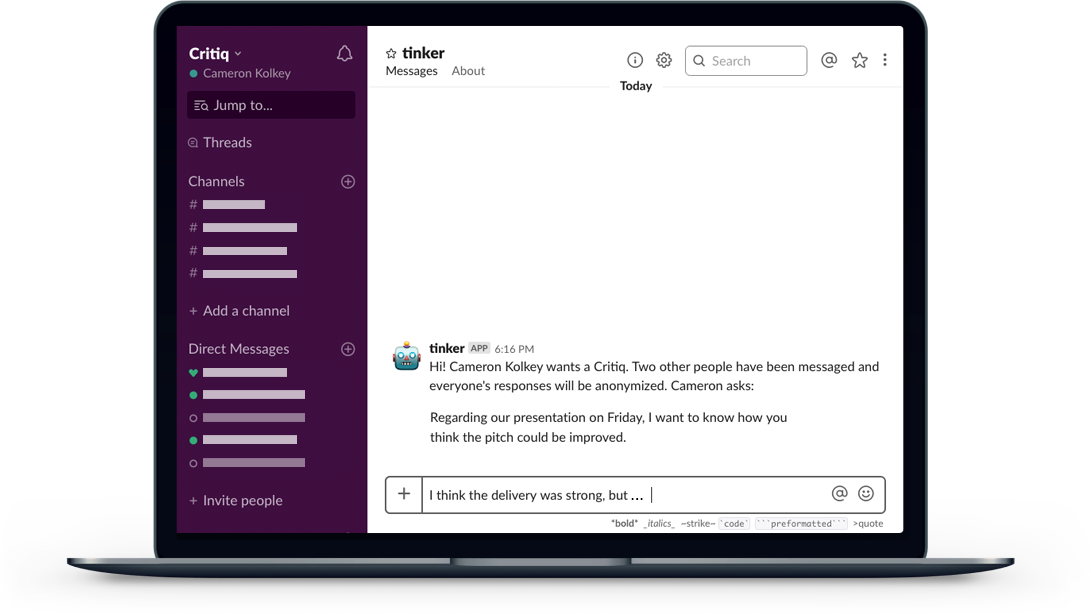 Critiq
Cameron Kolkey
Jump to...
Threads
Channels
#
#
#
#
+ Add a channel
Direct Messages
+ Invite people
tinker
Messages About
Search
Today
tinker APP 6:16 PM
Hi! Cameron Kolkey wants a Critiq. Two other people have been messaged and
everyone's responses will be anonymized. Cameron asks:
Regarding our presentation on Friday, I want to know how you
think the pitch could be improved.
I think the delivery was strong, but ...
*bold* _italics_ ~strike~ `code` ```preformatted``` >quote